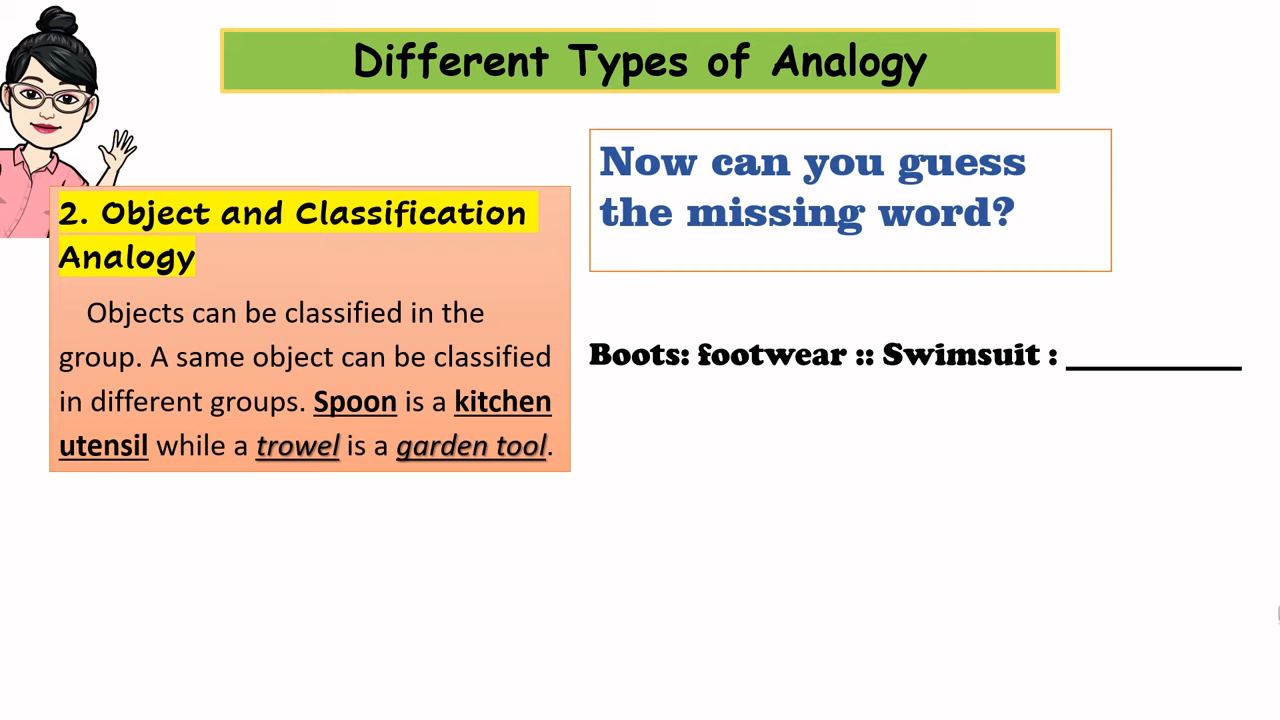 Different Types of Analogy
Now can you guess
the missing word?
2. Object and Classification
Analogy
Objects can be classified in the
group. A same object can be classified
in different groups. Spoon is a kitchen
utensil while a trowel is a garden tool.
Boots: footwear :: Swimsuit : __________